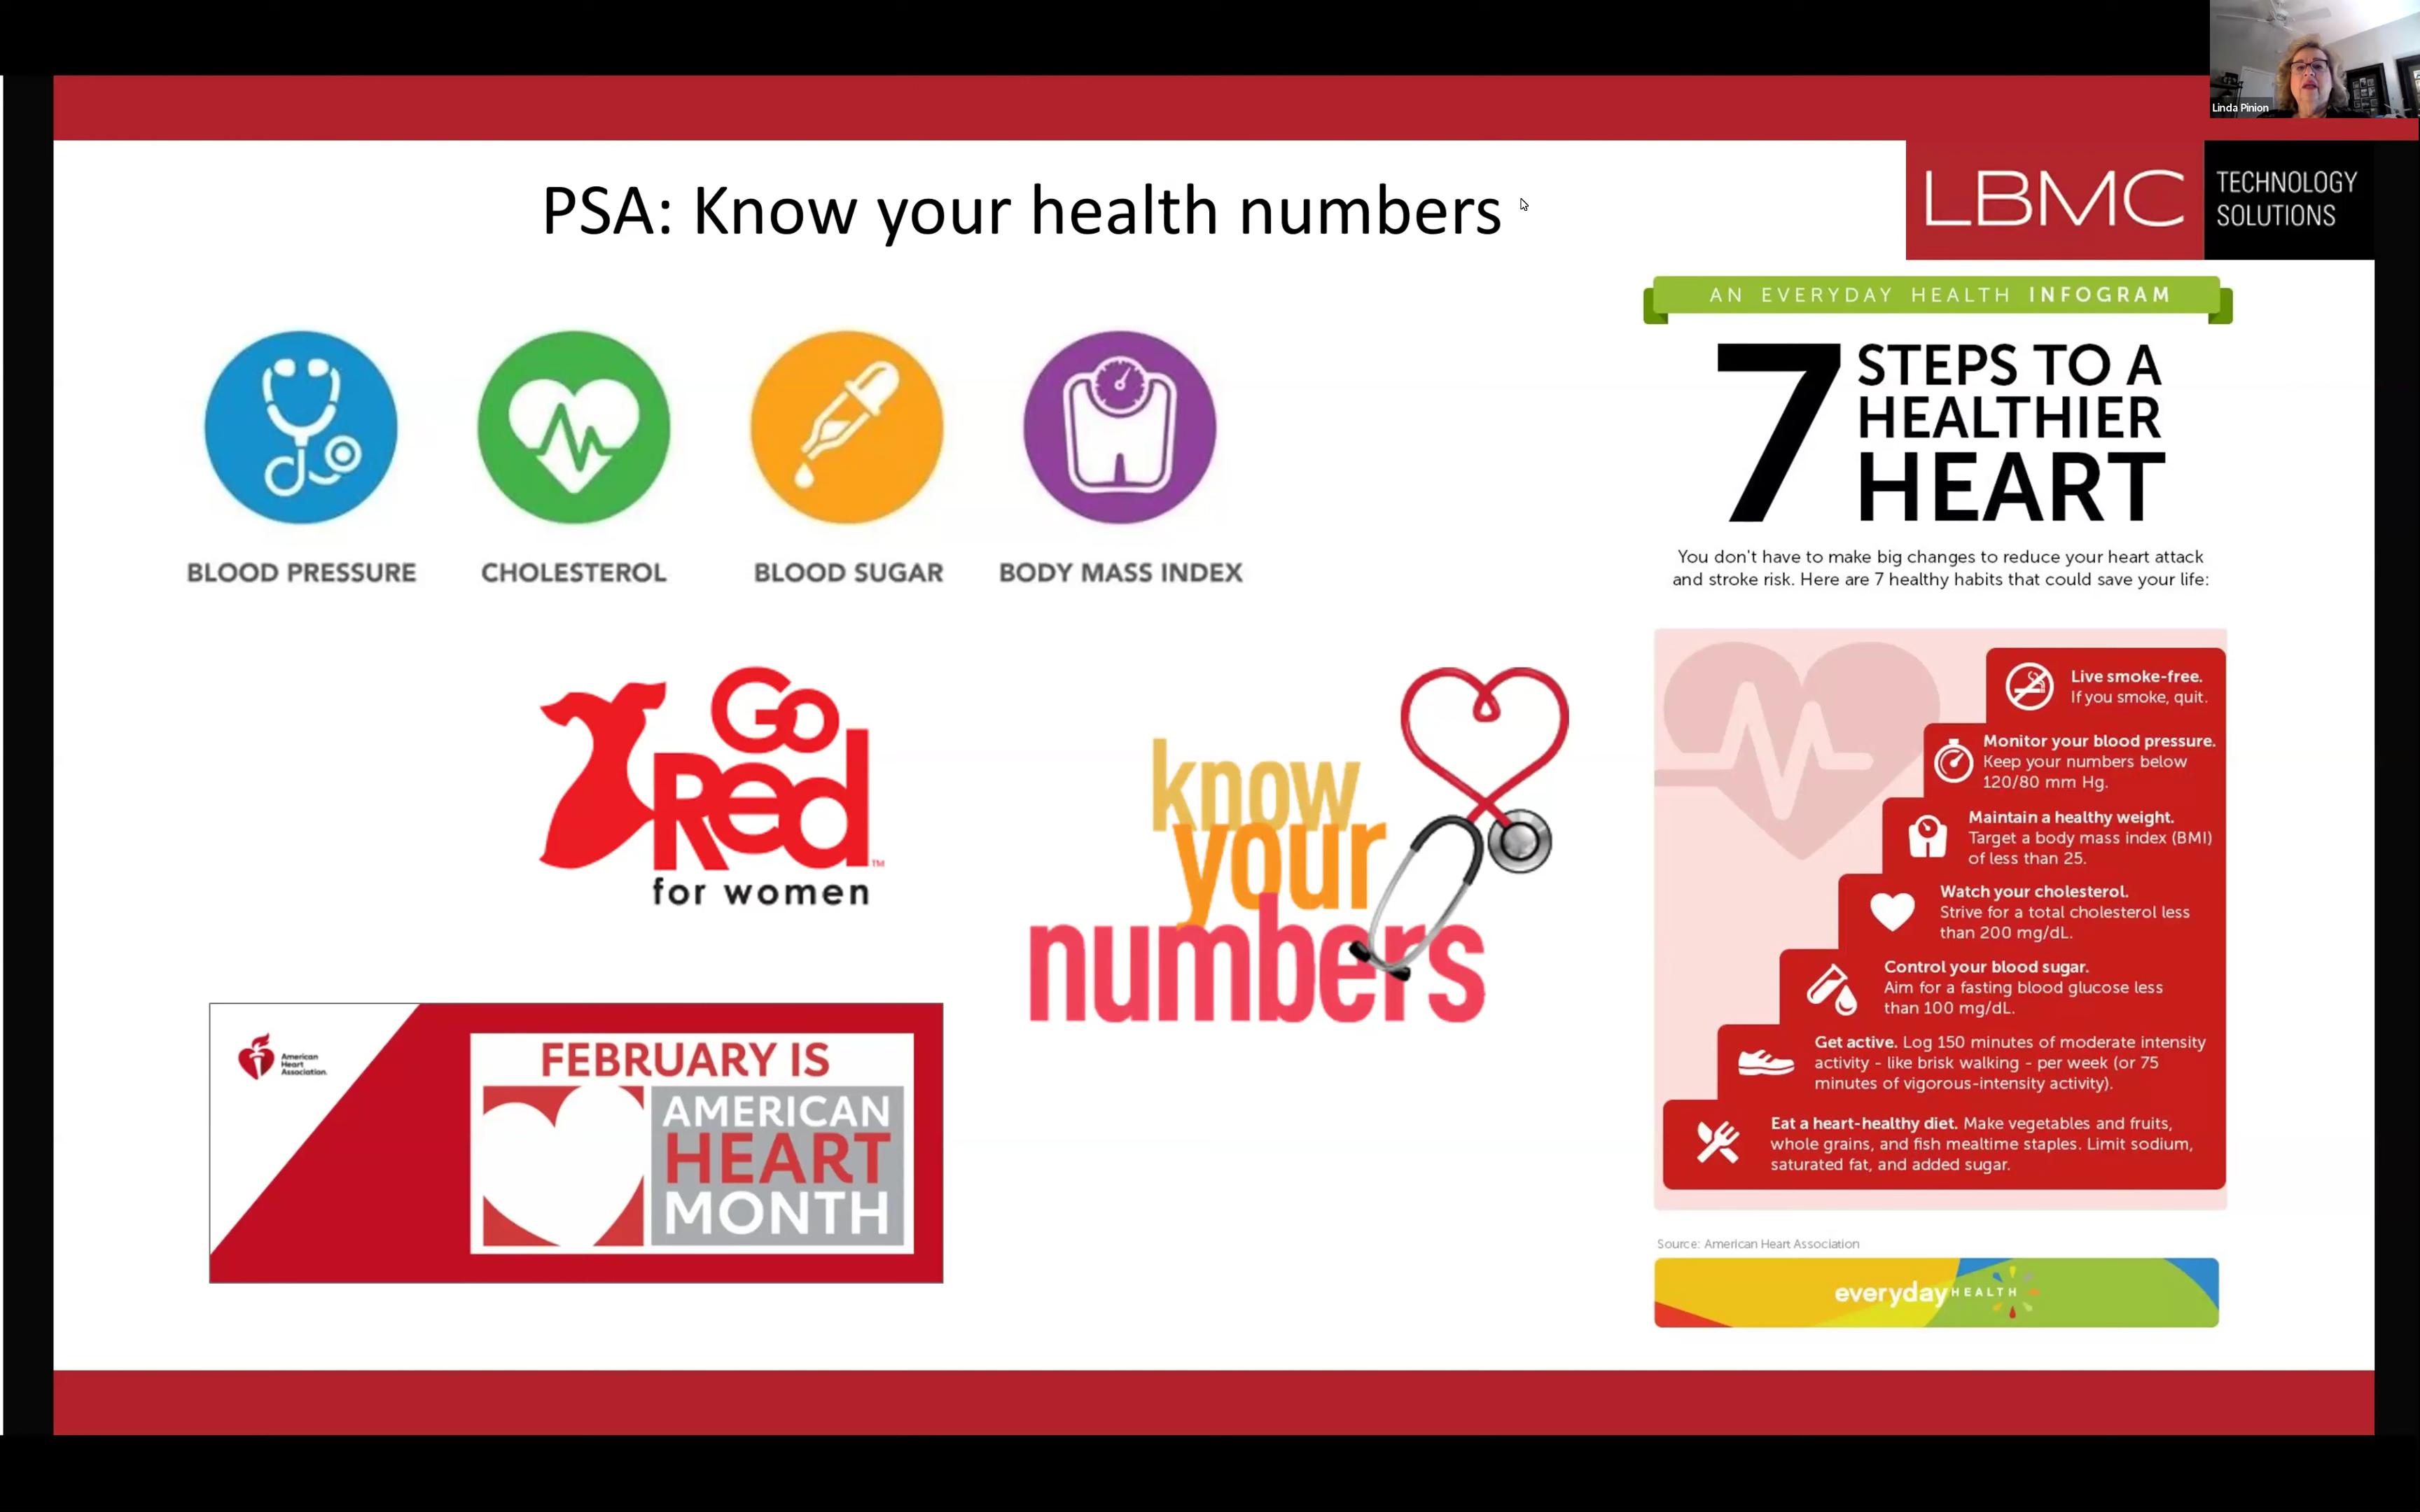 Linda Pinion
LBMC
TECHNOLOGY
SOLUTIONS
PSA: Know your health numbers
BLOOD PRESSURE
CHOLESTEROL
BLOOD SUGAR
BODY MASS INDEX
Go
Red
TM
for women
know
your
numbers
American
Heart
Association.
FEBRUARY IS
AMERICAN
HEART
MONTH
AN EVERYDAY HEALTH INFOGRAM
7 STEPS TO A
HEALTHIER
HEART
You don't have to make big changes to reduce your heart attack
and stroke risk. Here are 7 healthy habits that could save your life:
Live smoke-free.
If you smoke, quit.
Monitor your blood pressure.
Keep your numbers below
120/80 mm Hg.
Maintain a healthy weight.
Target a body mass index (BMI)
of less than 25.
Watch your cholesterol.
Strive for a total cholesterol less
than 200 mg/dL.
Control your blood sugar.
Aim for a fasting blood glucose less
than 100 mg/dL.
Get active. Log 150 minutes of moderate intensity
activity - like brisk walking - per week (or 75
minutes of vigorous-intensity activity).
Eat a heart-healthy diet. Make vegetables and fruits,
whole grains, and fish mealtime staples. Limit sodium,
saturated fat, and added sugar.
Source: American Heart Association
everyday HEALTH